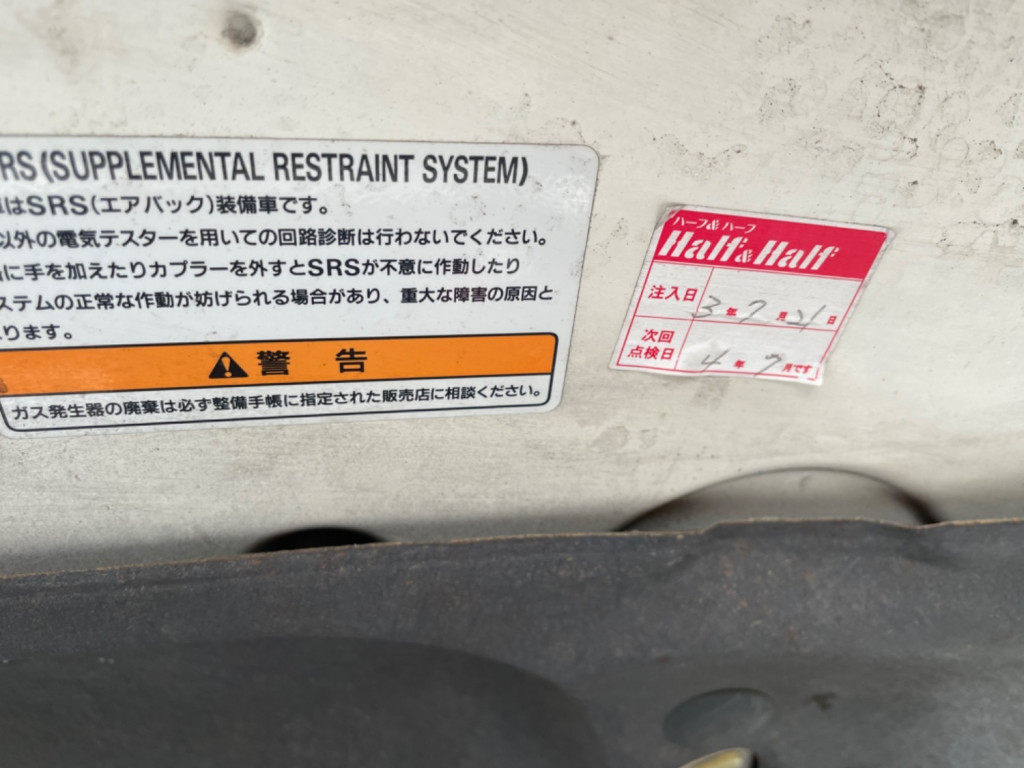 RS(SUPPLEMENTAL RESTRAINT SYSTEM)
はSRS(エアバック)装備車です。
以外の電気テスターを用いての回路診断は行わないでください。
に手を加えたりカプラーを外すとSRSが不意に作動したり
ステムの正常な作動が妨げられる場合があり、重大な障害の原因と
ります。
警 告
ガス発生器の廃棄は必ず整備手帳に指定された販売店に相談ください。
ハーフ&ハーフ
Half&Half
注入日 3年7月21日
次回
点検日 4年7月です